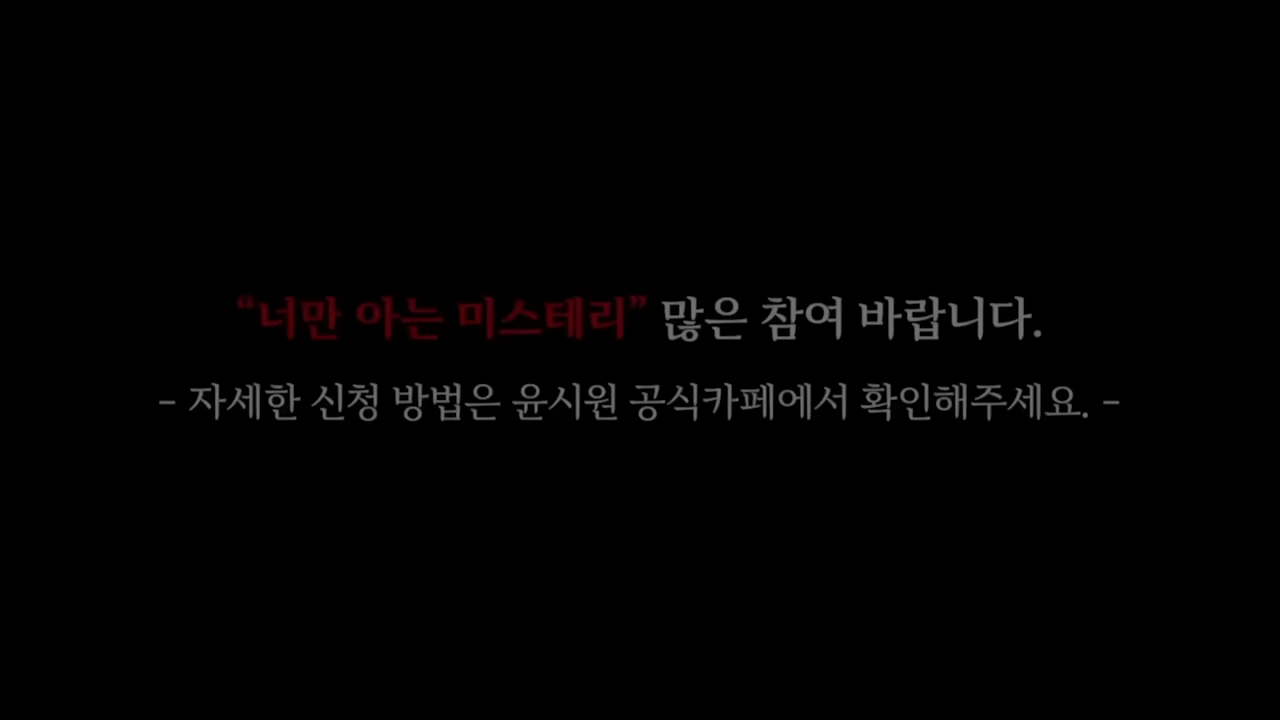 “너만 아는 미스테리” 많은 참여 바랍니다.
- 자세한 신청 방법은 윤시원 공식카페에서 확인해주세요. -